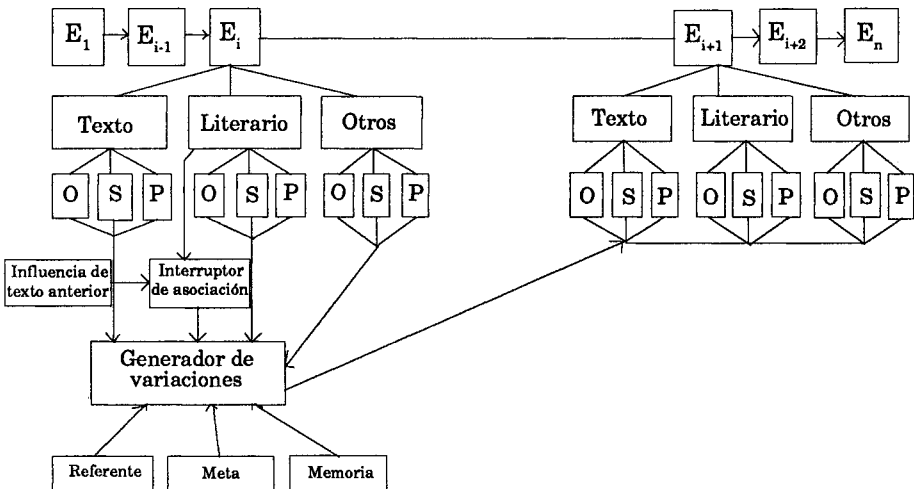 E1 Ei-1 Ei Ei+1 Ei+2 En
Texto Literario Otros Texto Literario Otros
O S P O S P O S P O S P O S P O S P
Influencia de
texto anterior
Interruptor
de asociación
Generador de
variaciones
Referente Meta Memoria